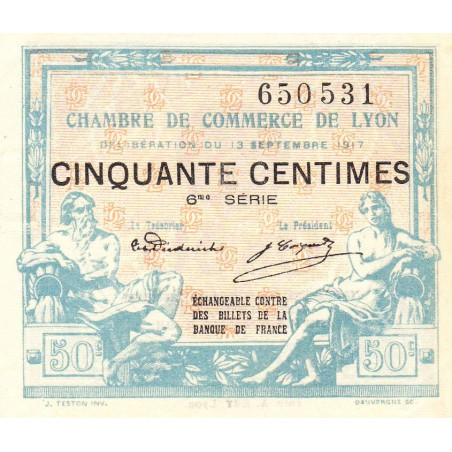 650531
CHAMBRE DE COMMERCE DE LYON
DÉLIBÉRATION DU 13 SEPTEMBRE 1917
CINQUANTE CENTIMES
6me SÉRIE
Le Trésorier Le Président
ÉCHANGEABLE CONTRE
DES BILLETS DE LA
BANQUE DE FRANCE
50c 50c
J. TESTON INV. DAUVERGNE SC.